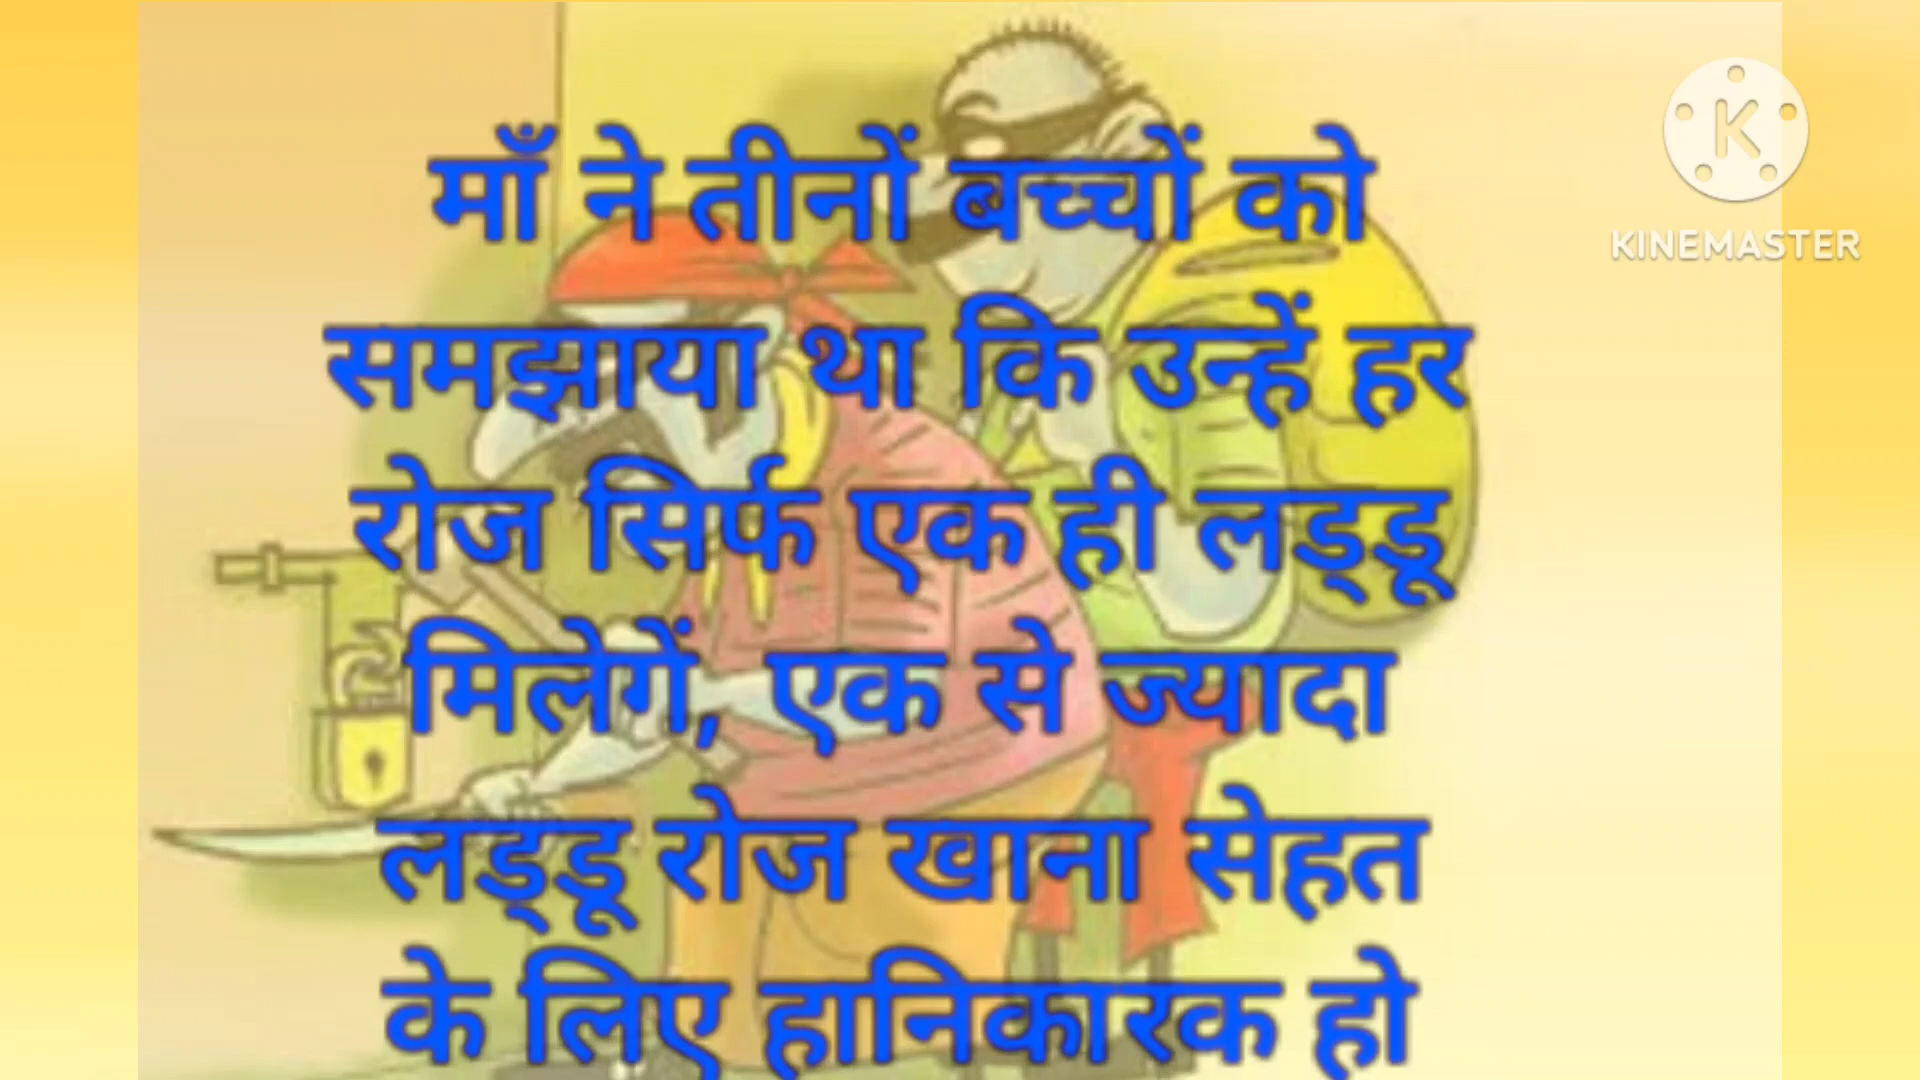 माँ ने तीनों बच्चों को
समझाया था कि उन्हें हर
रोज सिर्फ एक ही लड्डू
मिलेगें, एक से ज्यादा
लड्डू रोज खाना सेहत
के लिए हानिकारक हो
K
KINEMASTER